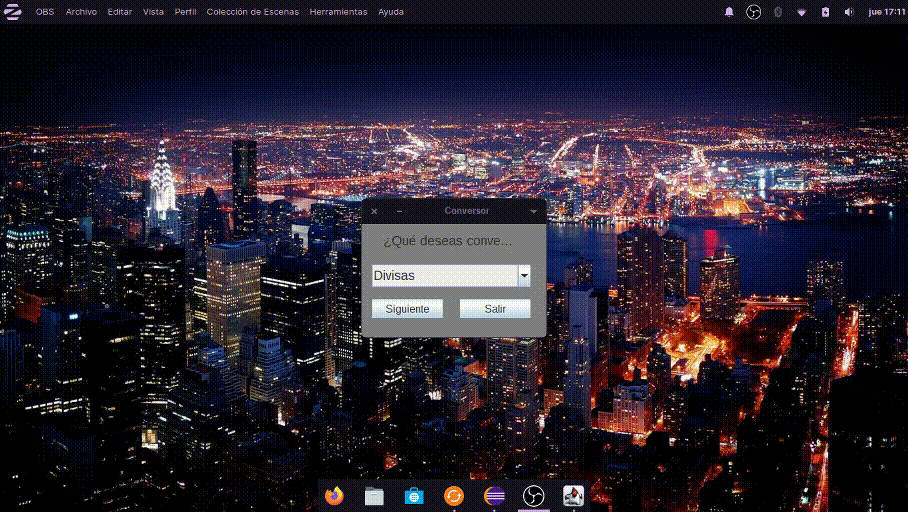 OBS Archivo Editar Vista Perfil Colección de Escenas Herramientas Ayuda
jue 17:11
Conversor
¿Qué deseas conve...
Divisas
Siguiente Salir